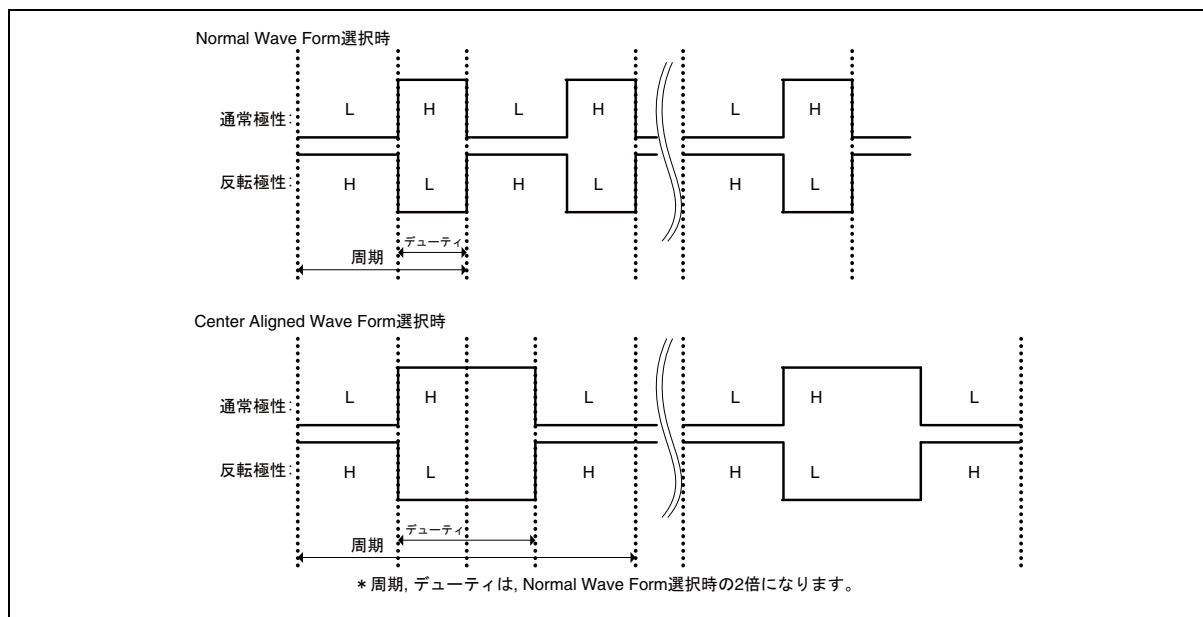 Normal Wave Form選択時
通常極性: L H L H L H
反転極性: H L H L H L
デューティ
周期
Center Aligned Wave Form選択時
通常極性: L H L L H L
反転極性: H L H H L H
デューティ
周期
* 周期, デューティは, Normal Wave Form選択時の2倍になります。